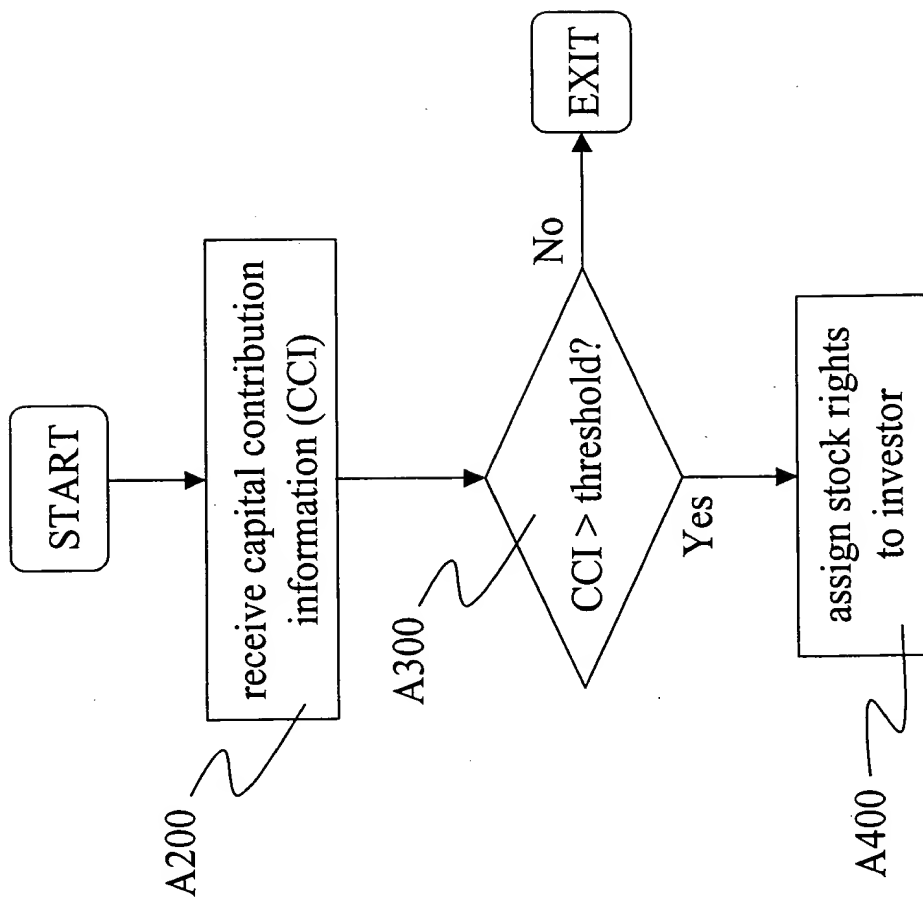 START
A200
receive capital contribution
information (CCI)
A300
CCI > threshold?
No
EXIT
Yes
A400
assign stock rights
to investor